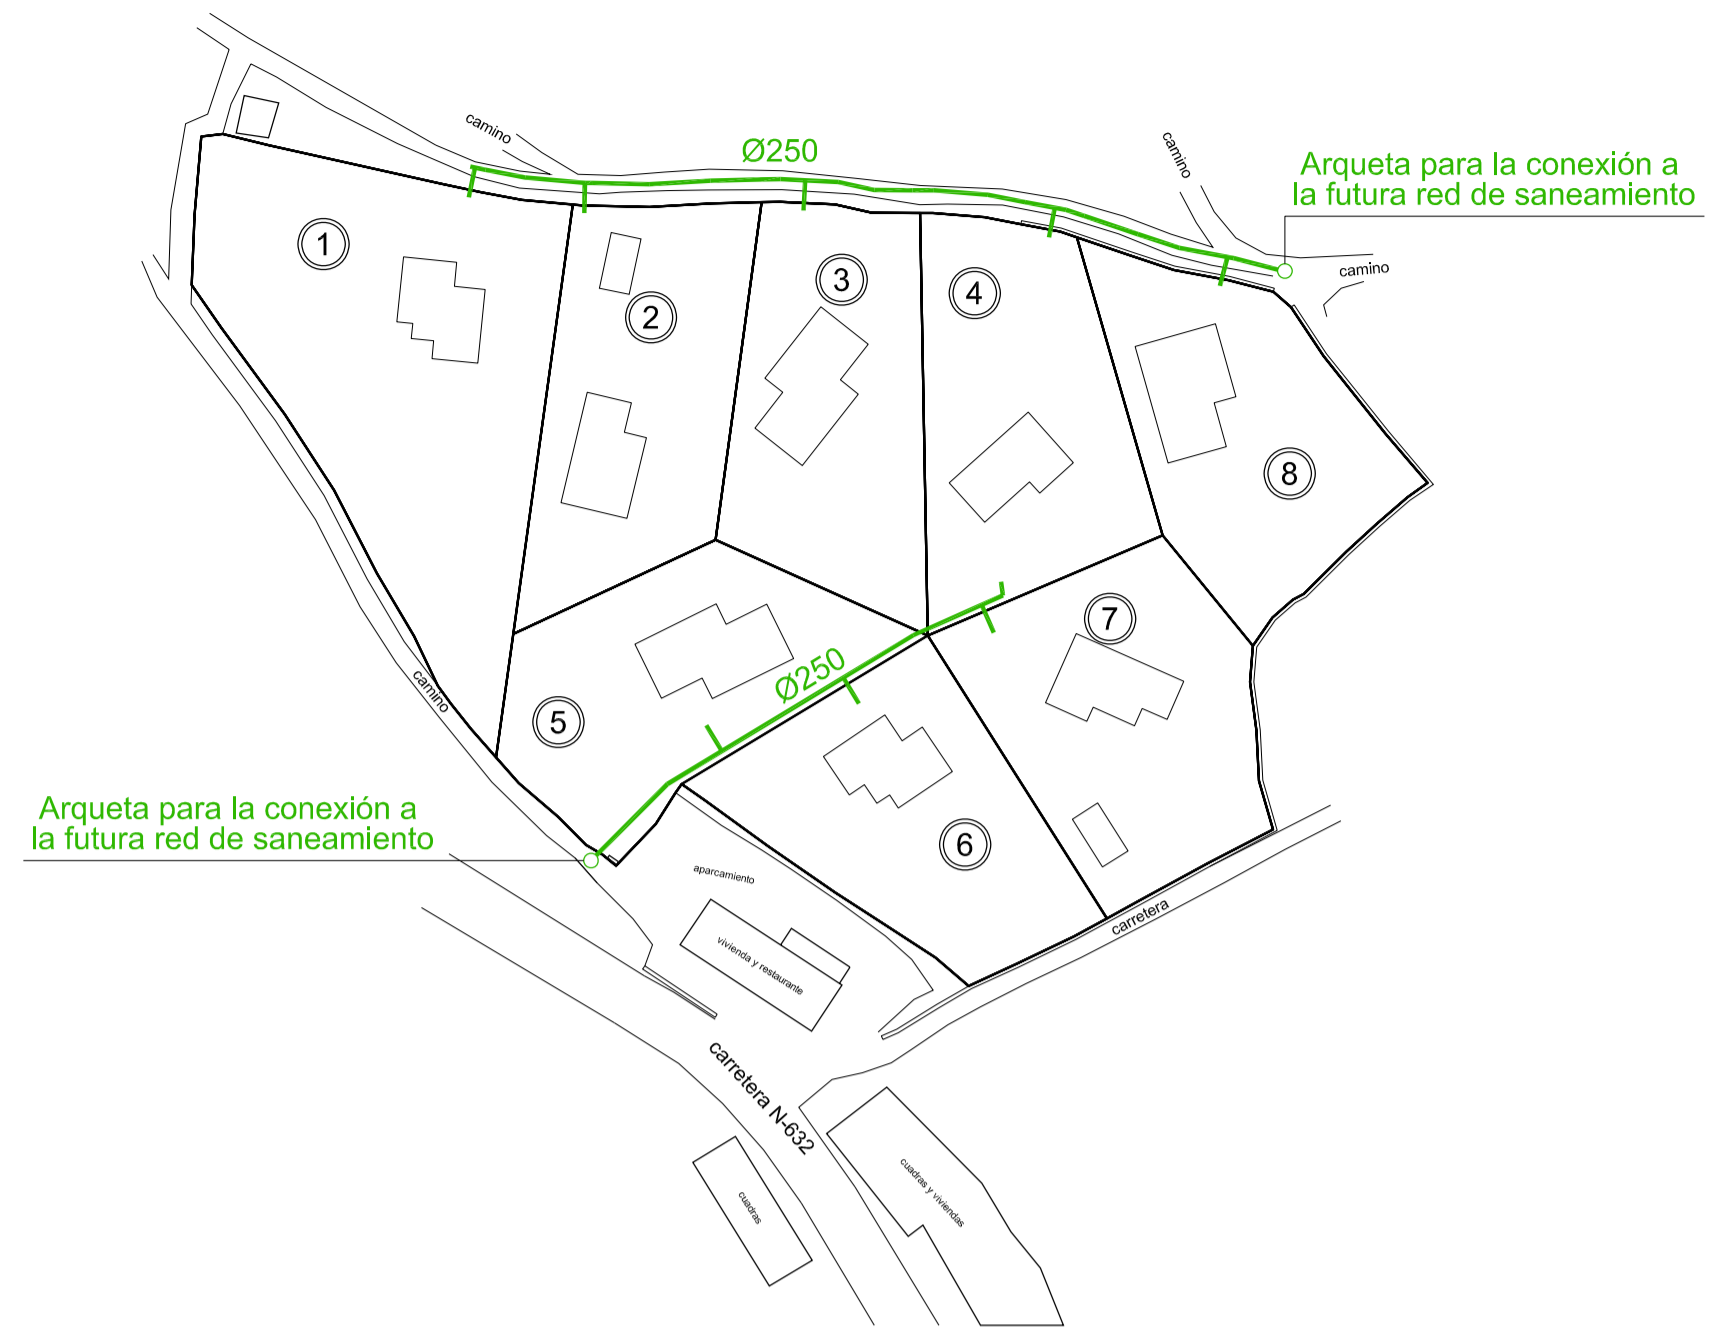 camino
Ø250
camino
Arqueta para la conexión a
la futura red de saneamiento
camino
1
2
3
4
8
7
5
6
Ø250
camino
Arqueta para la conexión a
la futura red de saneamiento
aparcamiento
vivienda y restaurante
carretera
carretera N-632
cuadras
cuadras y viviendas